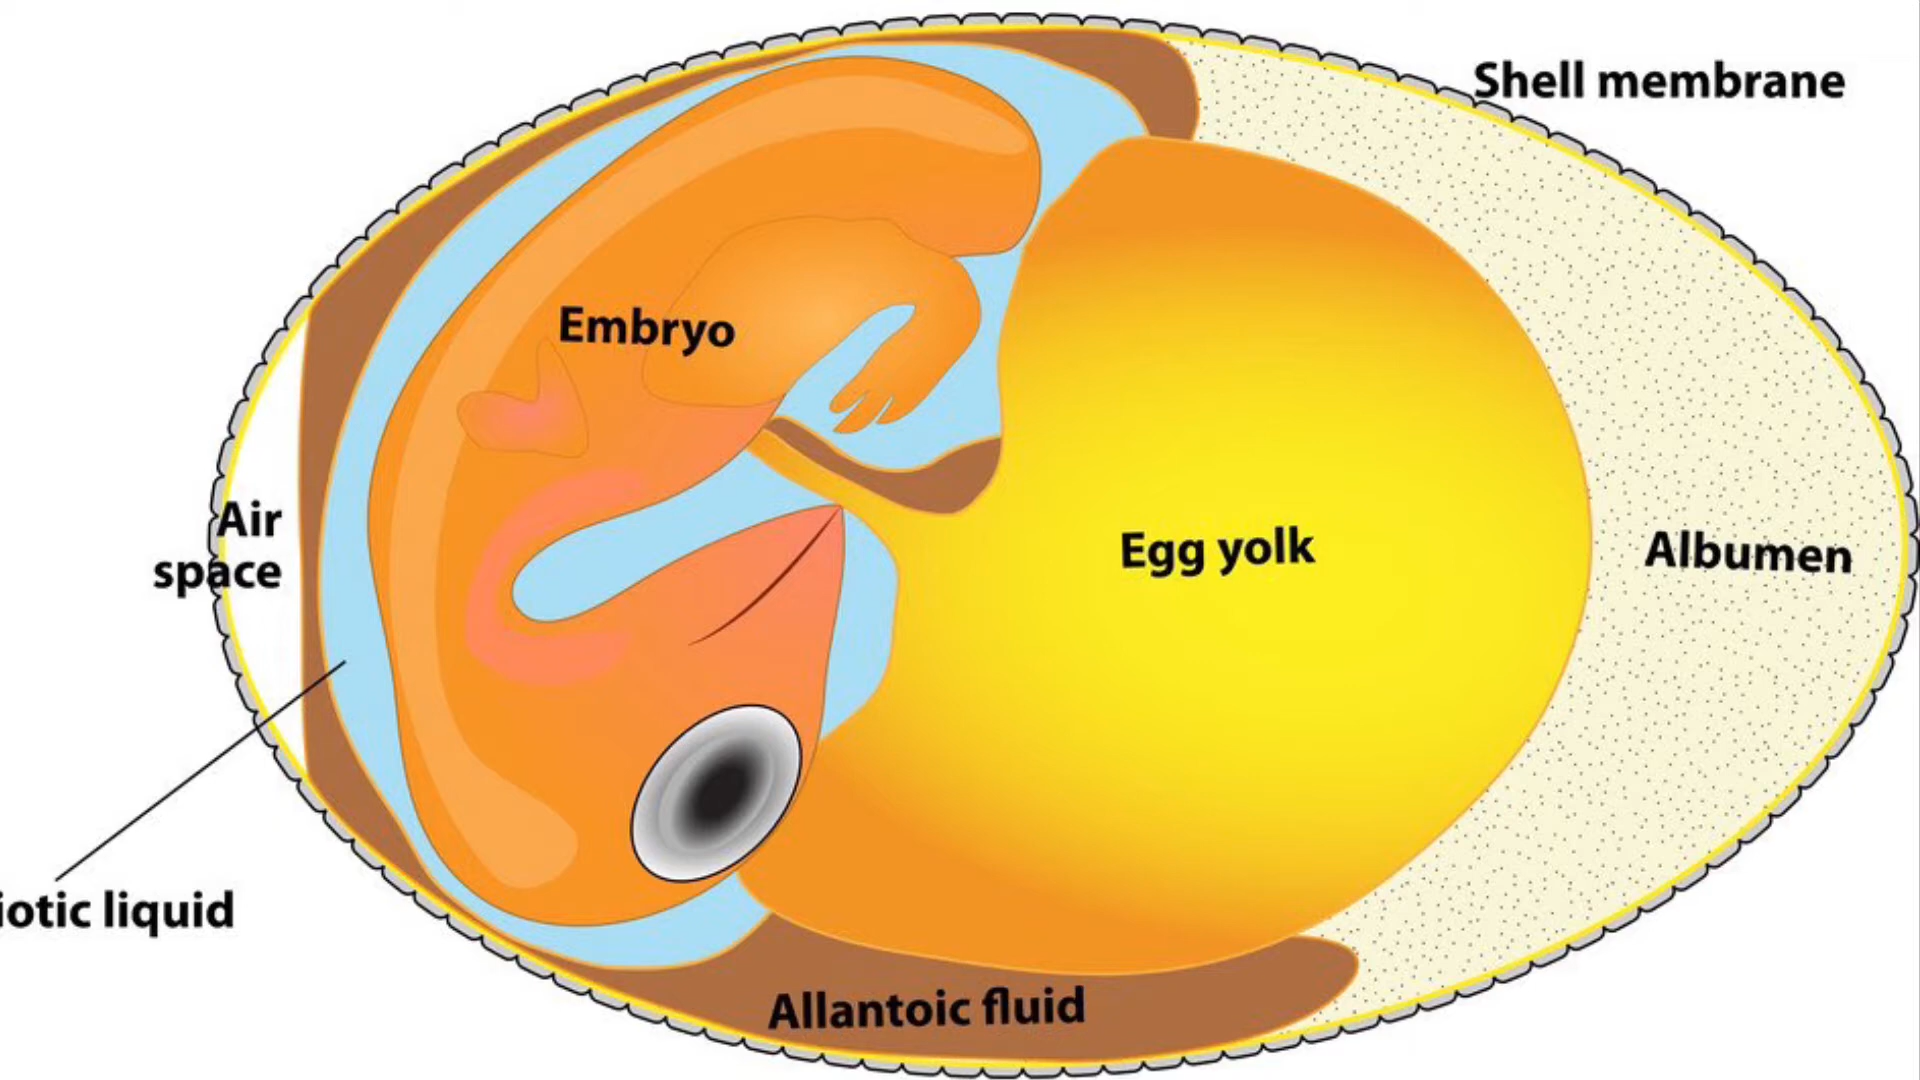 Shell membrane
Embryo
Air
space
Egg yolk
Albumen
iotic liquid
Allantoic fluid